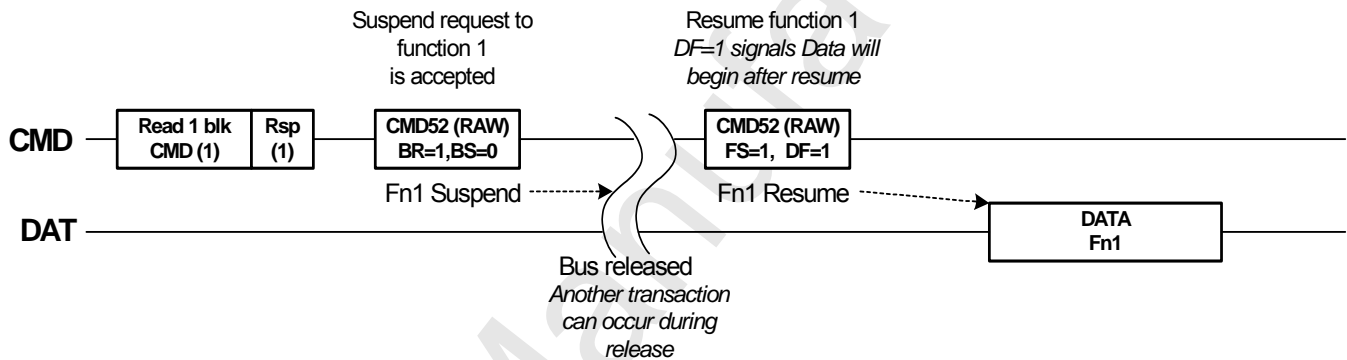 Suspend request to
function 1
is accepted
Resume function 1
DF=1 signals Data will
begin after resume
CMD
Read 1 blk
CMD (1)
Rsp
(1)
CMD52 (RAW)
BR=1,BS=0
CMD52 (RAW)
FS=1, DF=1
Fn1 Suspend
Fn1 Resume
DAT
DATA
Fn1
Bus released
Another transaction
can occur during
release
Manufa